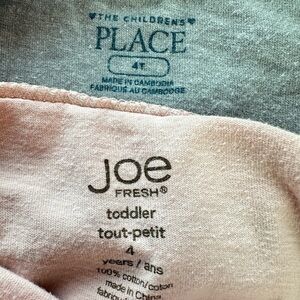 ♥THE CHILDREN'S♥
PLACE
4T
MADE IN CAMBODIA
FABRIQUÉ AU CAMBODGE
Joe
FRESH®
toddler
tout-petit
4
years / ans
100% cotton/coton
made in China